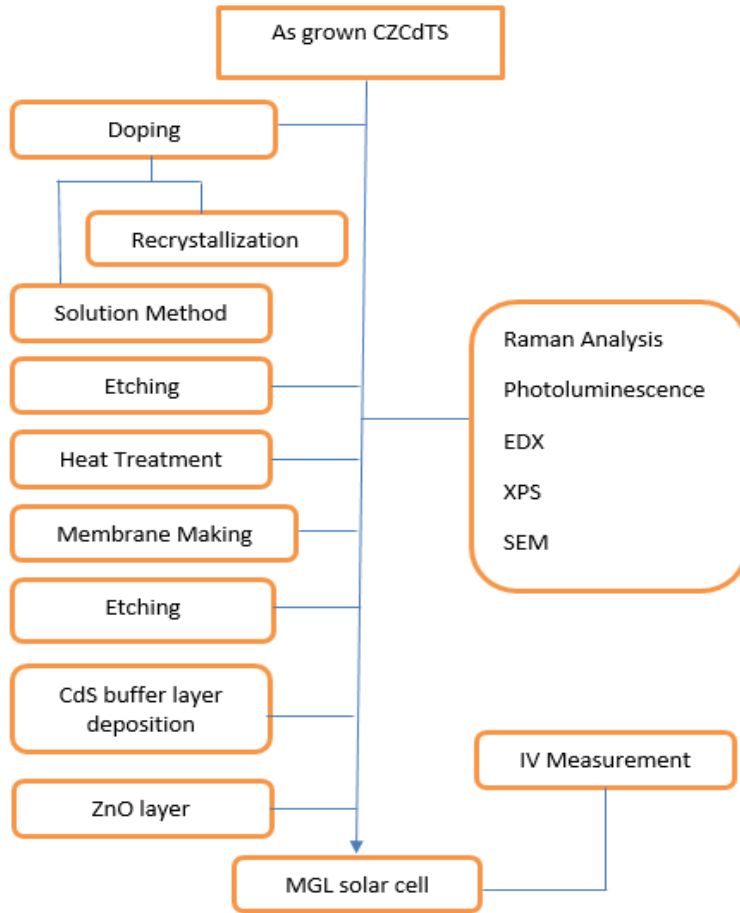 As grown CZCdTS
Doping
Recrystallization
Solution Method
Etching
Heat Treatment
Membrane Making
Etching
CdS buffer layer
deposition
ZnO layer
MGL solar cell
Raman Analysis
Photoluminescence
EDX
XPS
SEM
IV Measurement